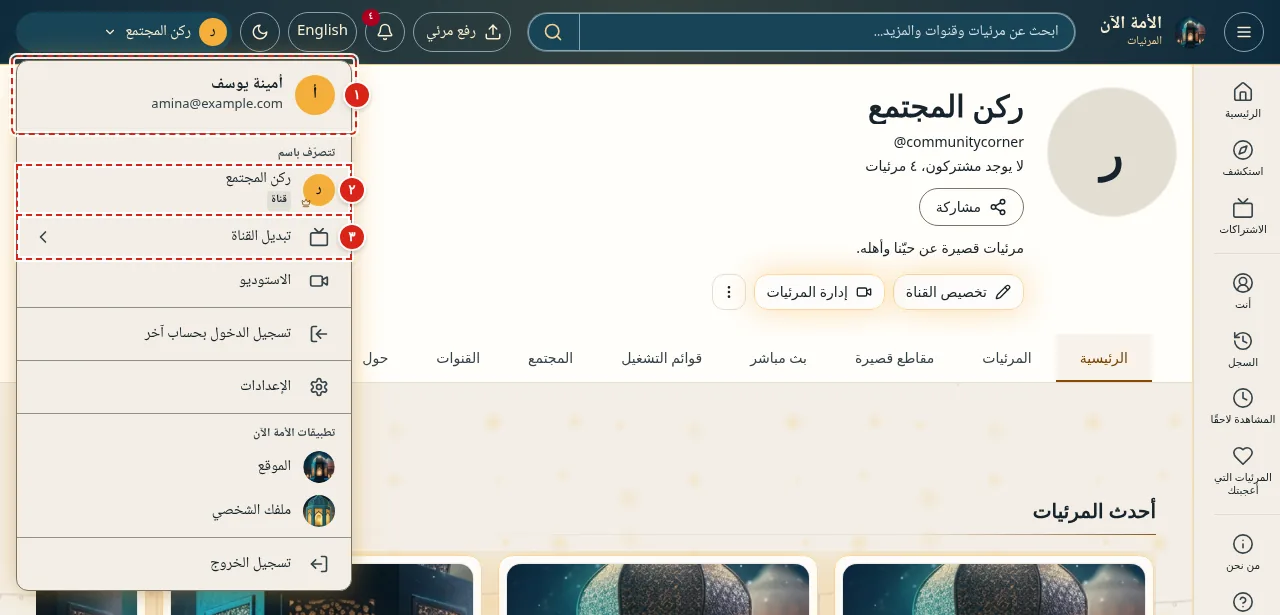 الأمة الآن
المرئيات
ابحث عن مرئيات وقنوات والمزيد...
رفع مرئي
٤
English
ر
ركن المجتمع
الرئيسية
استكشف
الاشتراكات
أنت
السجل
المشاهدة لاحقًا
المرئيات التي
أعجبتك
من نحن
ر
ركن المجتمع
@communitycorner
لا يوجد مشتركون، ٤ مرئيات
مشاركة
مرئيات قصيرة عن حيّنا وأهله.
تخصيص القناة
إدارة المرئيات
الرئيسية
المرئيات
مقاطع قصيرة
بث مباشر
قوائم التشغيل
المجتمع
القنوات
حول
أحدث المرئيات
١
أ
أمينة يوسف
amina@example.com
تتصرّف باسم
٢
ر
ركن المجتمع
قناة
٣
تبديل القناة
الاستوديو
تسجيل الدخول بحساب آخر
الإعدادات
تطبيقات الأمة الآن
الموقع
ملفك الشخصي
تسجيل الخروج